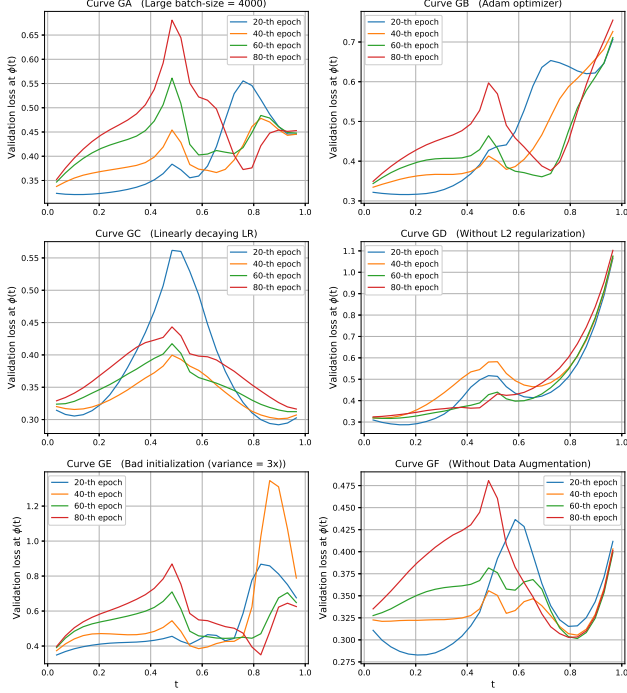 Curve GA (Large batch-size = 4000)
Validation loss at ϕ(t)
0.65
0.60
0.55
0.50
0.45
0.40
0.35
0.0 0.2 0.4 0.6 0.8 1.0
20-th epoch
40-th epoch
60-th epoch
80-th epoch
Curve GB (Adam optimizer)
Validation loss at ϕ(t)
0.7
0.6
0.5
0.4
0.3
0.0 0.2 0.4 0.6 0.8 1.0
20-th epoch
40-th epoch
60-th epoch
80-th epoch
Curve GC (Linearly decaying LR)
Validation loss at ϕ(t)
0.55
0.50
0.45
0.40
0.35
0.30
0.0 0.2 0.4 0.6 0.8 1.0
20-th epoch
40-th epoch
60-th epoch
80-th epoch
Curve GD (Without L2 regularization)
Validation loss at ϕ(t)
1.1
1.0
0.9
0.8
0.7
0.6
0.5
0.4
0.3
0.0 0.2 0.4 0.6 0.8 1.0
20-th epoch
40-th epoch
60-th epoch
80-th epoch
Curve GE (Bad initialization (variance = 3x))
Validation loss at ϕ(t)
1.2
1.0
0.8
0.6
0.4
0.0 0.2 0.4 0.6 0.8 1.0
t
20-th epoch
40-th epoch
60-th epoch
80-th epoch
Curve GF (Without Data Augmentation)
Validation loss at ϕ(t)
0.475
0.450
0.425
0.400
0.375
0.350
0.325
0.300
0.275
0.0 0.2 0.4 0.6 0.8 1.0
t
20-th epoch
40-th epoch
60-th epoch
80-th epoch